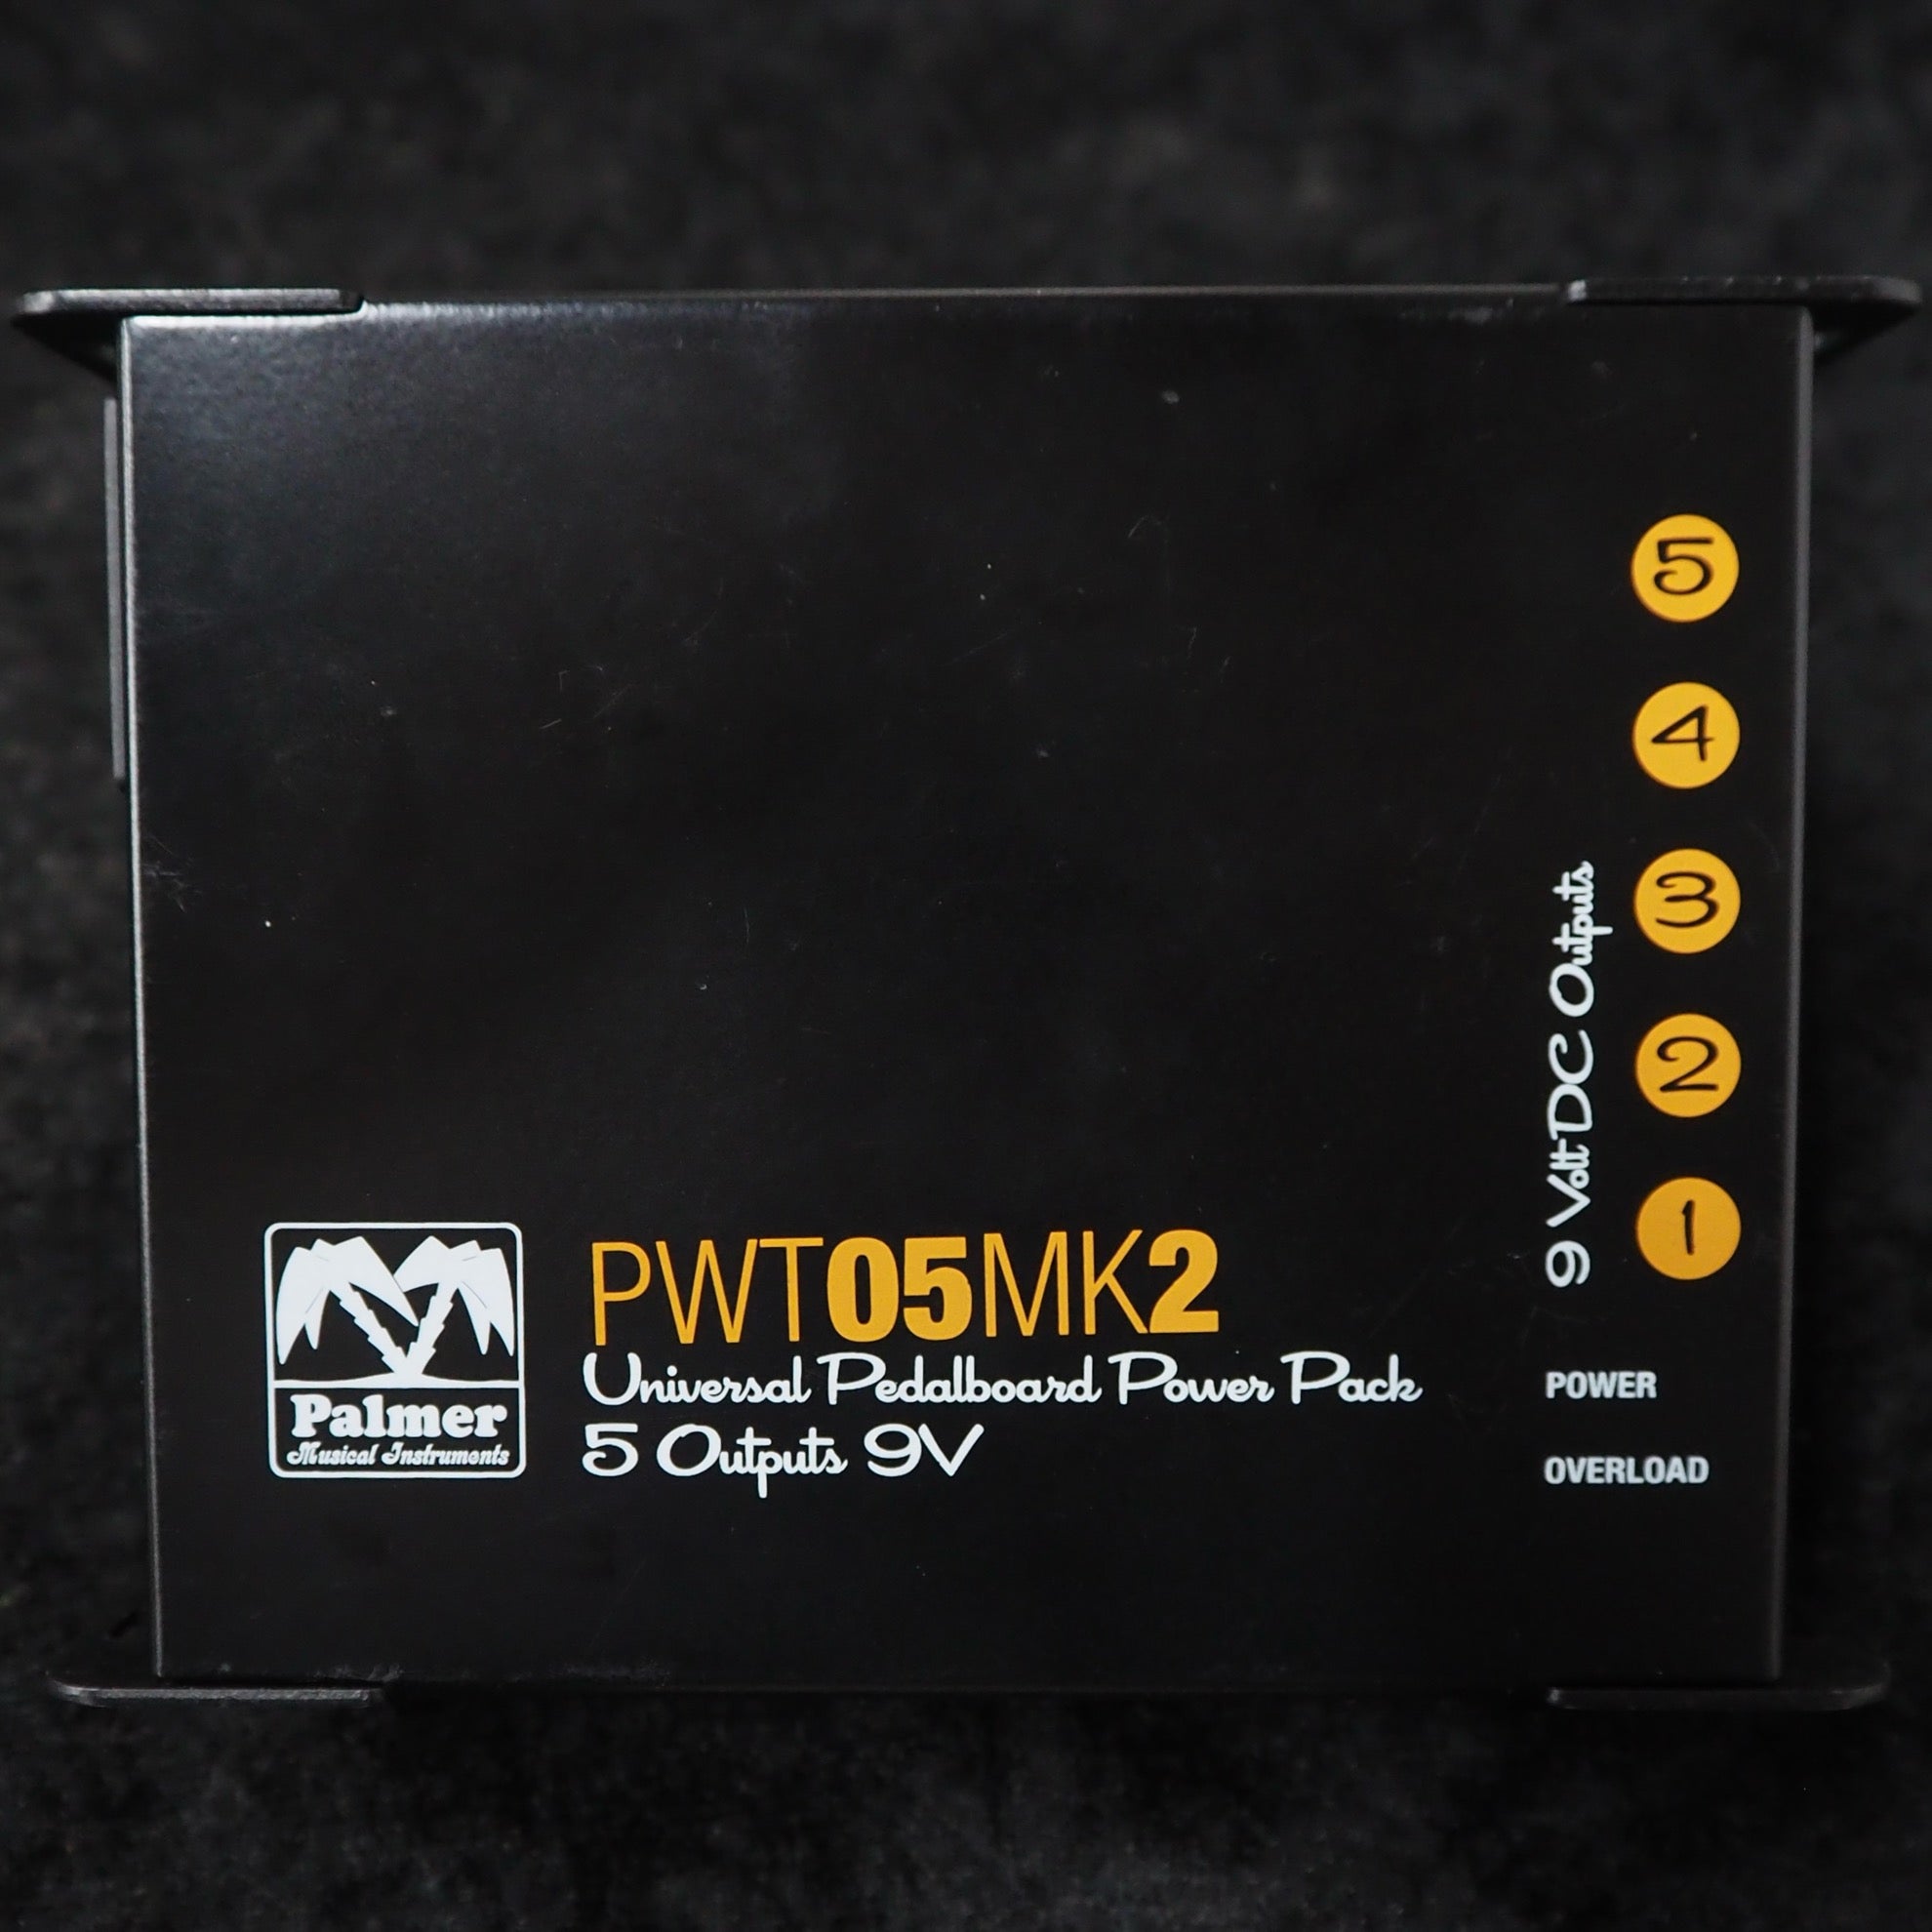 5
4
3
2
1
9 Volt DC Outputs
PWT05MK2
Universal Pedalboard Power Pack
5 Outputs 9V
Palmer
Musical Instruments
POWER
OVERLOAD